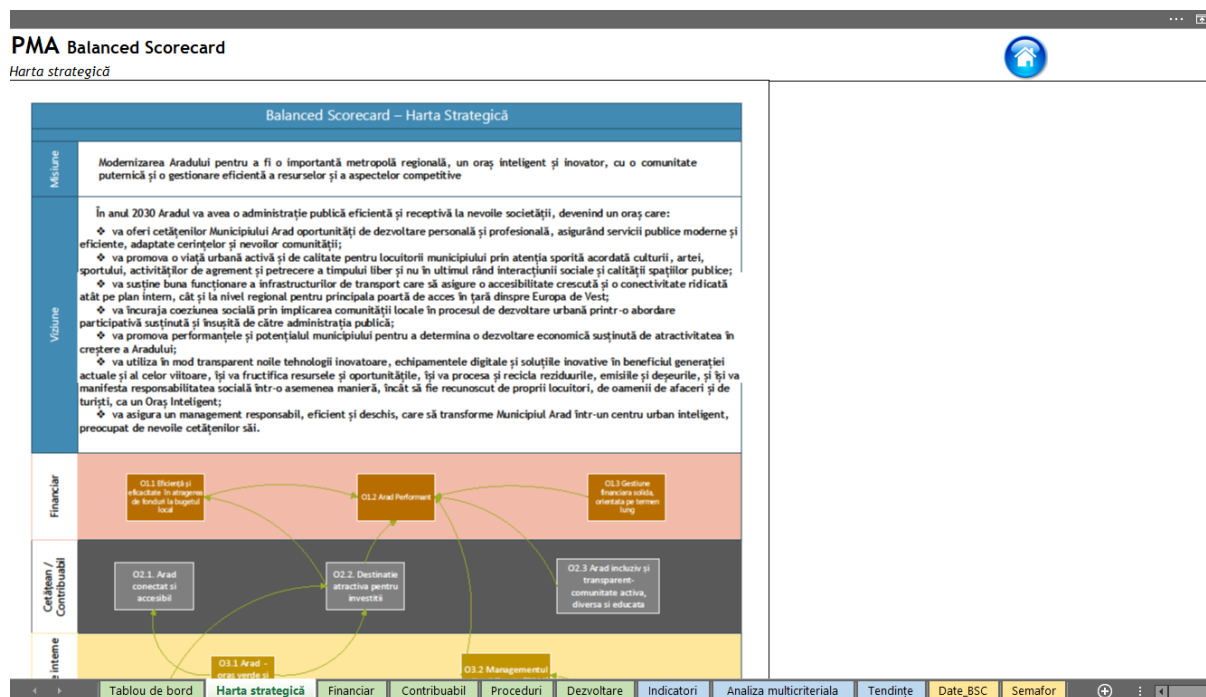 PMA Balanced Scorecard
Harta strategică
Balanced Scorecard – Harta Strategică
Misiune
Modernizarea Aradului pentru a fi o importantă metropolă regională, un oraș inteligent și inovator, cu o comunitate
puternică și o gestionare eficientă a resurselor și a aspectelor competitive
Viziune
În anul 2030 Aradul va avea o administrație publică eficientă și receptivă la nevoile societății, devenind un oraș care:
❖ va oferi cetățenilor Municipiului Arad oportunități de dezvoltare personală și profesională, asigurând servicii publice moderne și
eficiente, adaptate cerințelor și nevoilor comunității;
❖ va promova o viață urbană activă și de calitate pentru locuitorii municipiului prin atenția sporită acordată culturii, artei,
sportului, activităților de agrement și petrecere a timpului liber și nu în ultimul rând interacțiunii sociale și calității spațiilor publice;
❖ va susține buna funcționare a infrastructurilor de transport care să asigure o accesibilitate crescută și o conectivitate ridicată
atât pe plan intern, cât și la nivel regional pentru principala poartă de acces în țară dinspre Europa de Vest;
❖ va încuraja coeziunea socială prin implicarea comunității locale în procesul de dezvoltare urbană printr-o abordare
participativă susținută și însușită de către administrația publică;
❖ va promova performanțele și potențialul municipiului pentru a determina o dezvoltare economică susținută de atractivitatea în
creștere a Aradului;
❖ va utiliza în mod transparent noile tehnologii inovatoare, echipamentele digitale și soluțiile inovative în beneficiul generației
actuale și al celor viitoare, își va fructifica resursele și oportunitățile, își va procesa și recicla reziduurile, emisiile și deșeurile, și își va
manifesta responsabilitatea socială într-o asemenea manieră, încât să fie recunoscut de proprii locuitori, de oamenii de afaceri și de
turiști, ca un Oraș Inteligent;
❖ va asigura un management responsabil, eficient și deschis, care să transforme Municipiul Arad într-un centru urban inteligent,
preocupat de nevoile cetățenilor săi.
Financiar
O1.1 Eficiență și
eficacitate în atragerea
de fonduri la bugetul
local
O1.2 Arad Performant
O1.3 Gestiune
financiara solida,
orientata pe termen
lung
Cetățean /
Contribuabil
O2.1. Arad
conectat si
accesibil
O2.2. Destinatie
atractiva pentru
investitii
O2.3 Arad incluziv și
transparent-
comunitate activa,
diversa si educata
e interne
O3.1 Arad -
oras verde si
O3.2 Managementul
Tablou de bord
Harta strategică
Financiar
Contribuabil
Proceduri
Dezvoltare
Indicatori
Analiza multicriteriala
Tendințe
Date_BSC
Semafor